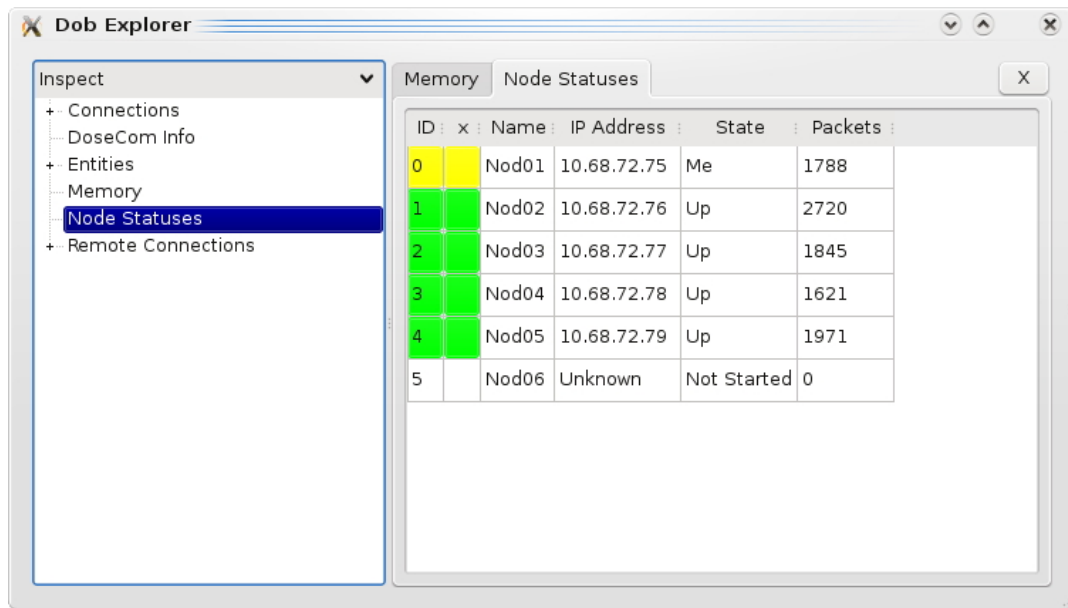 Dob Explorer
Inspect
+ Connections
DoseCom Info
+ Entities
Memory
Node Statuses
+ Remote Connections
Memory Node Statuses X
ID x Name IP Address State Packets
0 Nod01 10.68.72.75 Me 1788
1 Nod02 10.68.72.76 Up 2720
2 Nod03 10.68.72.77 Up 1845
3 Nod04 10.68.72.78 Up 1621
4 Nod05 10.68.72.79 Up 1971
5 Nod06 Unknown Not Started 0